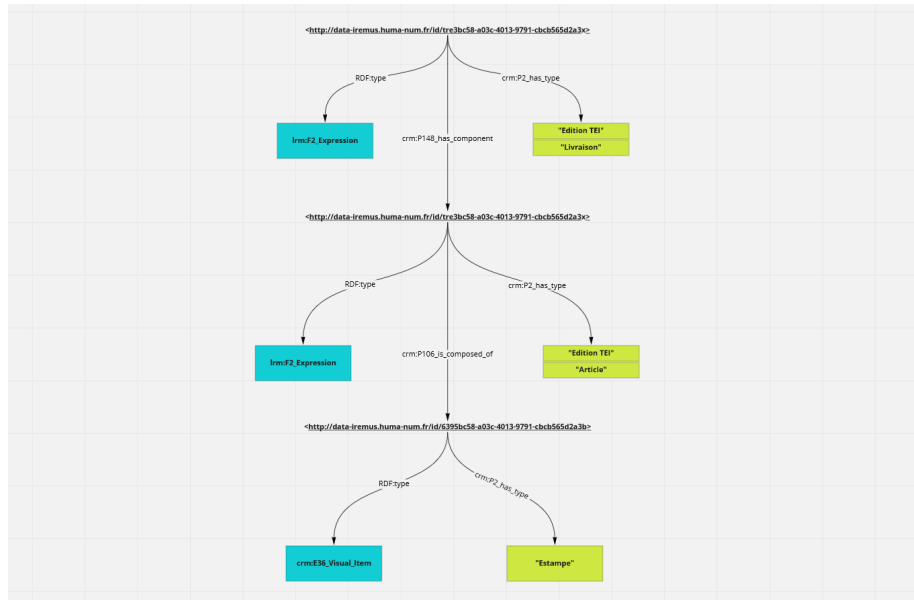 <http://data-iremus.huma-num.fr/id/tre3bc58-a03c-4013-9791-cbcb565d2a3x>
RDF:type
crm:P2_has_type
lrm:F2_Expression
crm:P148_has_component
"Edition TEI"
"Livraison"
<http://data-iremus.huma-num.fr/id/tre3bc58-a03c-4013-9791-cbcb565d2a3x>
RDF:type
crm:P2_has_type
lrm:F2_Expression
crm:P106_is_composed_of
"Edition TEI"
"Article"
<http://data-iremus.huma-num.fr/id/6395bc58-a03c-4013-9791-cbcb565d2a3b>
RDF:type
crm:P2_has_type
crm:E36_Visual_Item
"Estampe"